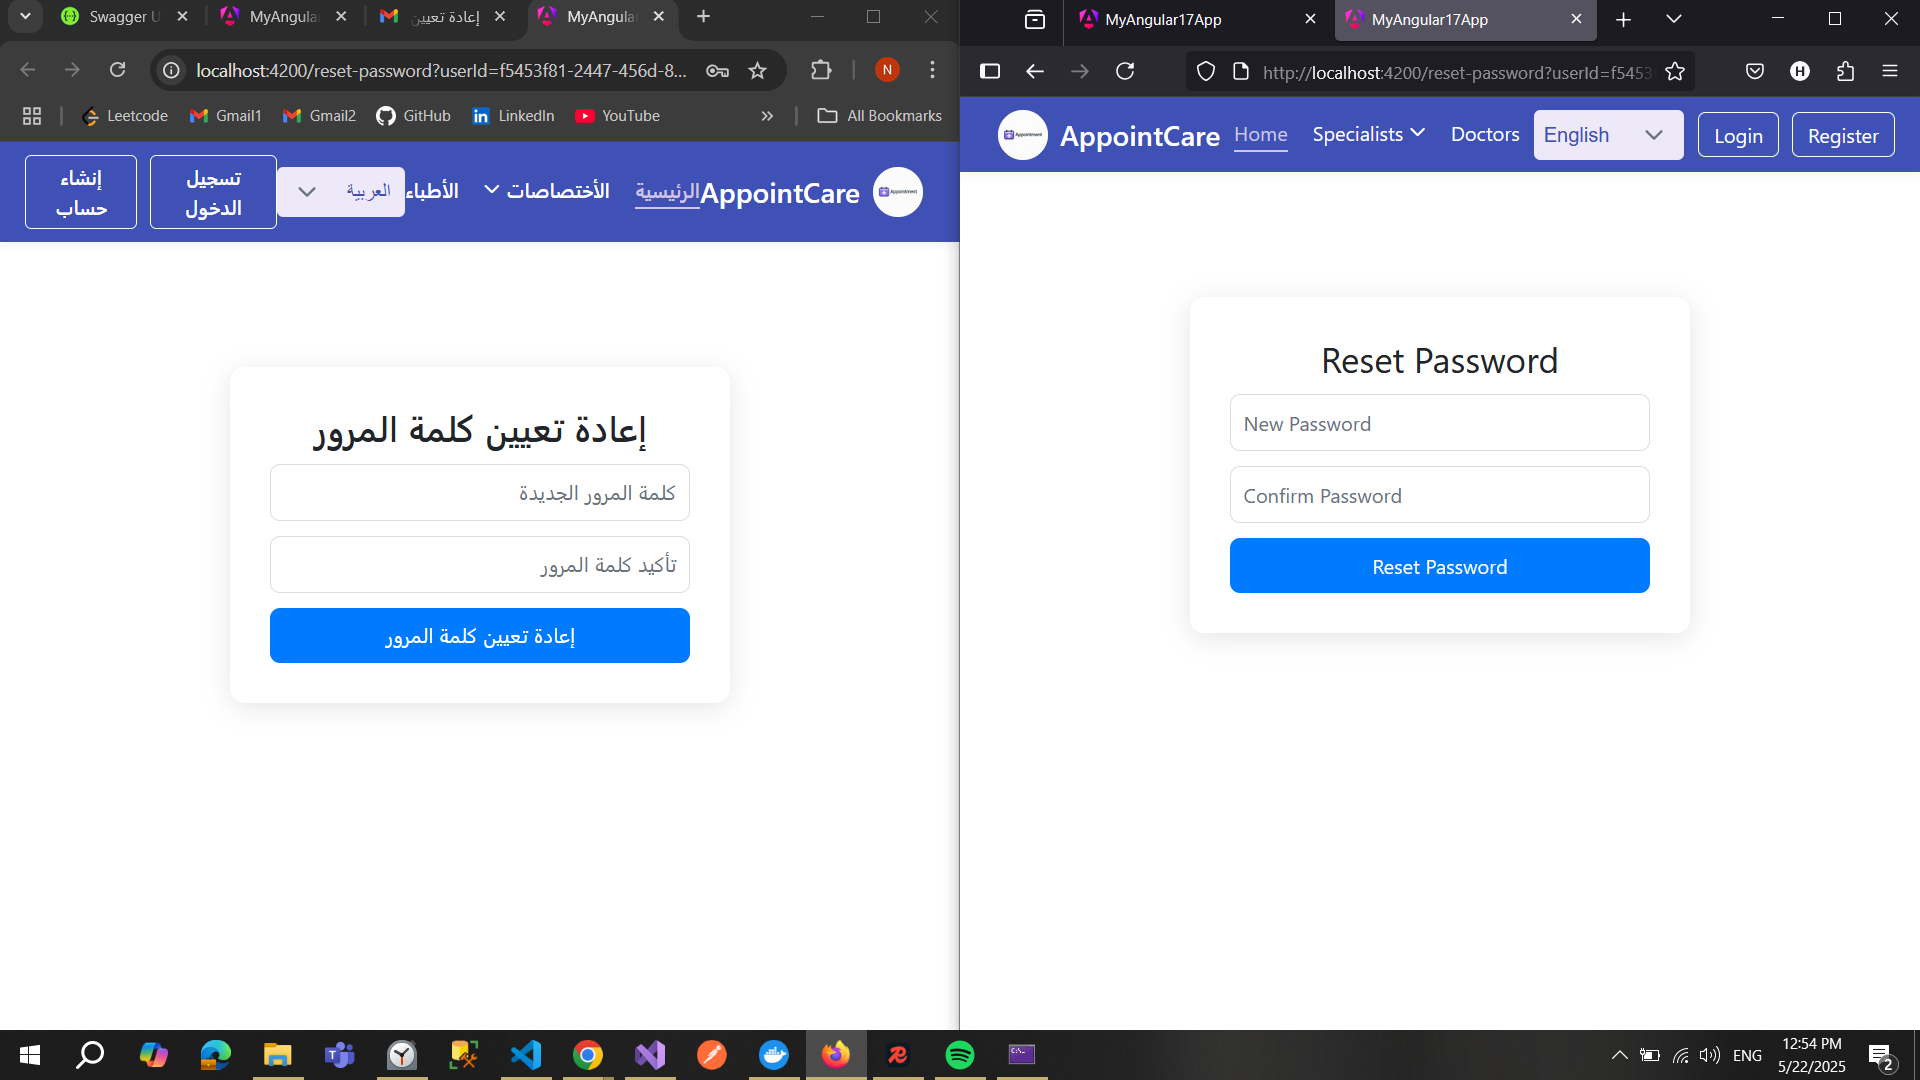 Swagger U
MyAngular
إعادة تعيين
MyAngular
localhost:4200/reset-password?userId=f5453f81-2447-456d-8...
N
Leetcode
Gmail1
Gmail2
GitHub
LinkedIn
YouTube
All Bookmarks
AppointCare
الرئيسية
الأختصاصات
الأطباء
العربية
تسجيل
الدخول
إنشاء
حساب
إعادة تعيين كلمة المرور
كلمة المرور الجديدة
تأكيد كلمة المرور
إعادة تعيين كلمة المرور
MyAngular17App
MyAngular17App
http://localhost:4200/reset-password?userId=f5453
H
Appointment
AppointCare
Home
Specialists
Doctors
English
Login
Register
Reset Password
New Password
Confirm Password
Reset Password
ENG
12:54 PM
5/22/2025
2